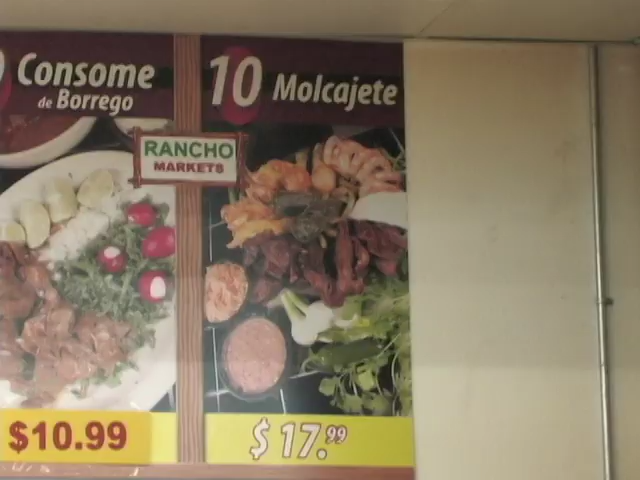 Consome
de Borrego
10 Molcajete
RANCHO
MARKETS
$10.99
$17.99